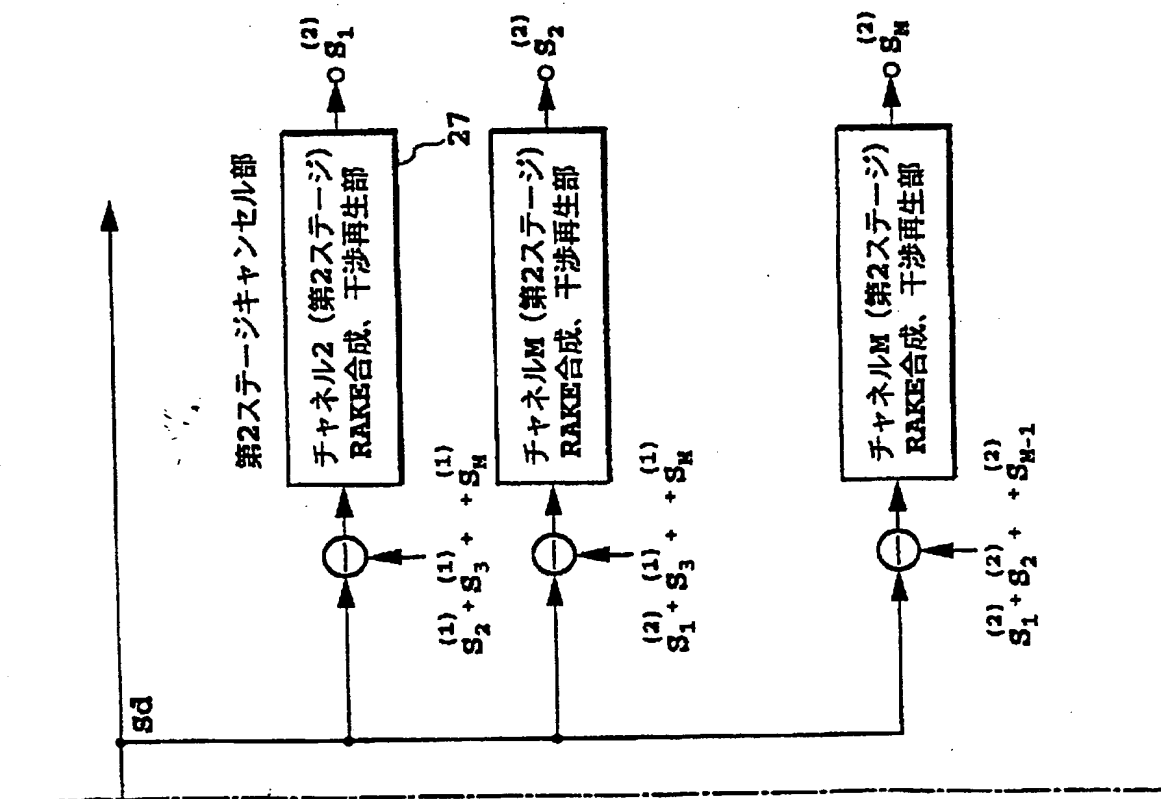 第2ステージキャンセル部
チャネル2 (第2ステージ)
RAKE合成、干渉再生部
27
(2)
S1
チャネルM (第2ステージ)
RAKE合成、干渉再生部
(2)
S2
チャネルM (第2ステージ)
RAKE合成、干渉再生部
(2)
SM
(1) (1) (1)
S2+S3+ +SM
(2) (1) (1)
S1+S3+ +SM
(2) (2) (2)
S1+S2+ +SM-1
Sd